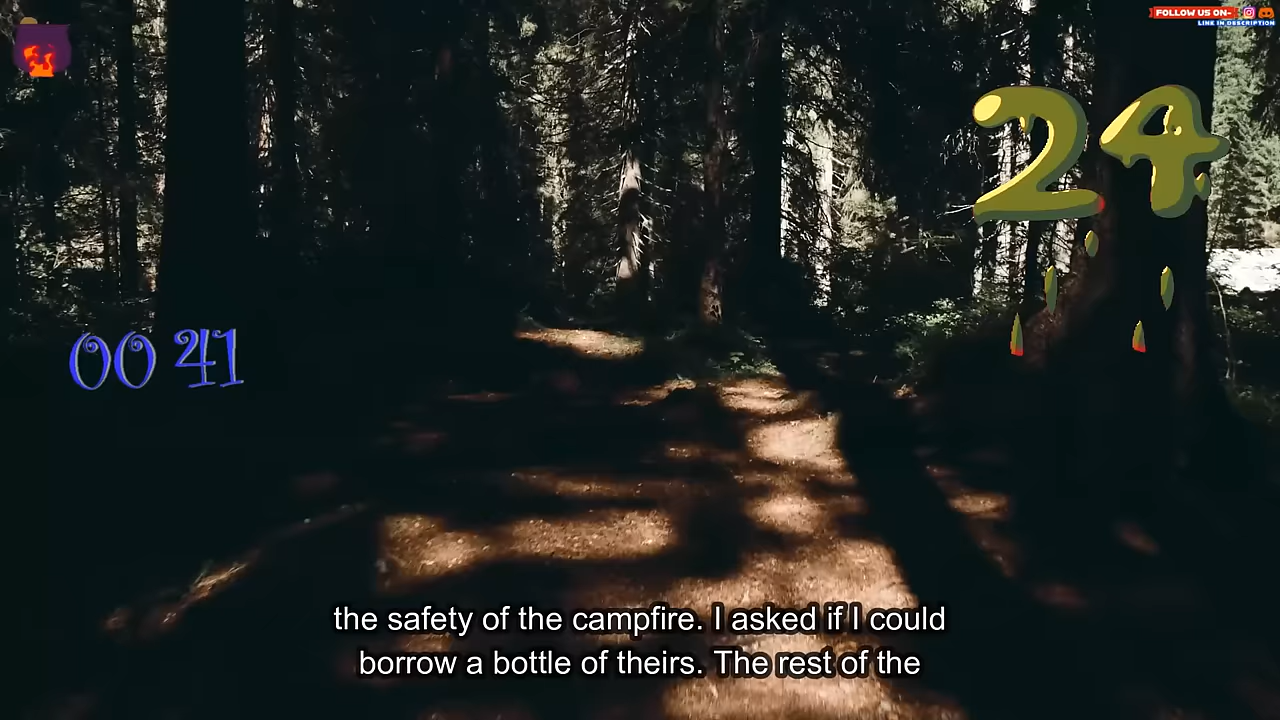 FOLLOW US ON-
LINK IN DESCRIPTION
24
00 41
the safety of the campfire. I asked if I could
borrow a bottle of theirs. The rest of the